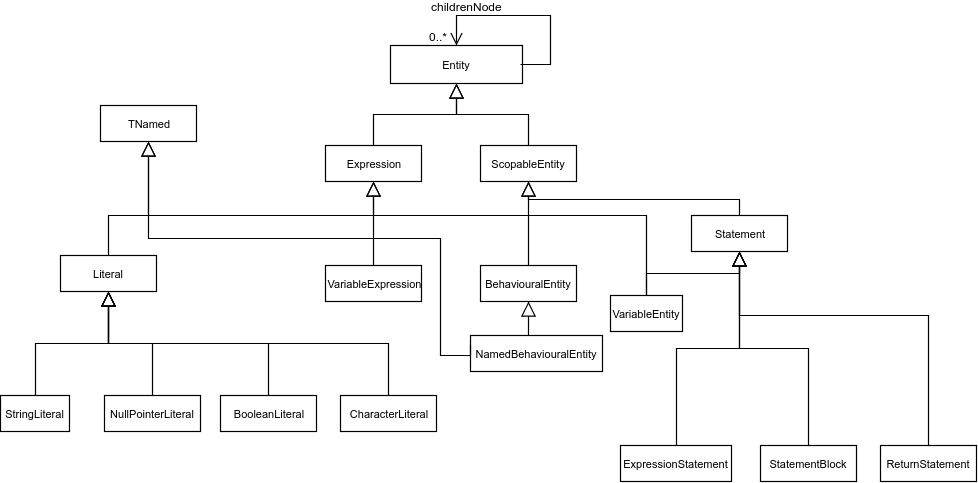 childrenNode
0..*
Entity
TNamed
Expression
ScopableEntity
Statement
Literal
VariableExpression
BehaviouralEntity
VariableEntity
NamedBehaviouralEntity
StringLiteral
NullPointerLiteral
BooleanLiteral
CharacterLiteral
ExpressionStatement
StatementBlock
ReturnStatement